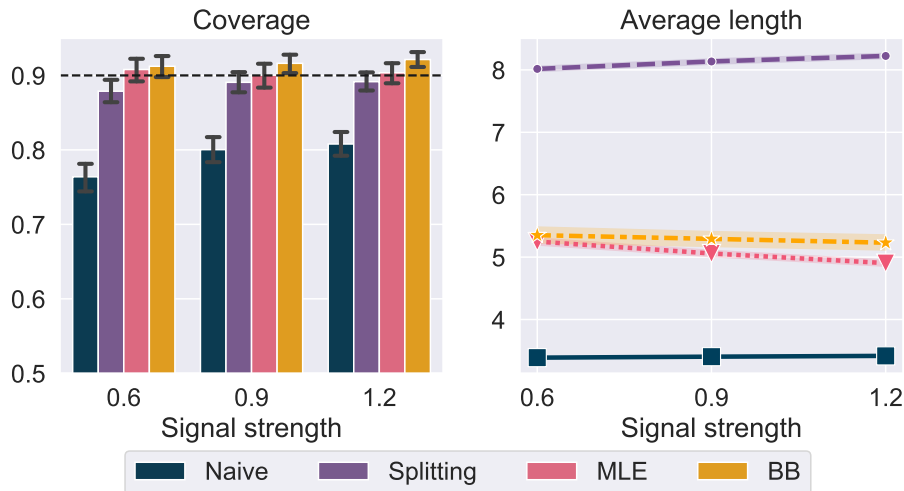 Coverage
0.9
0.8
0.7
0.6
0.5
0.6 0.9 1.2
Signal strength
Average length
8
7
6
5
4
0.6 0.9 1.2
Signal strength
Naive Splitting MLE BB